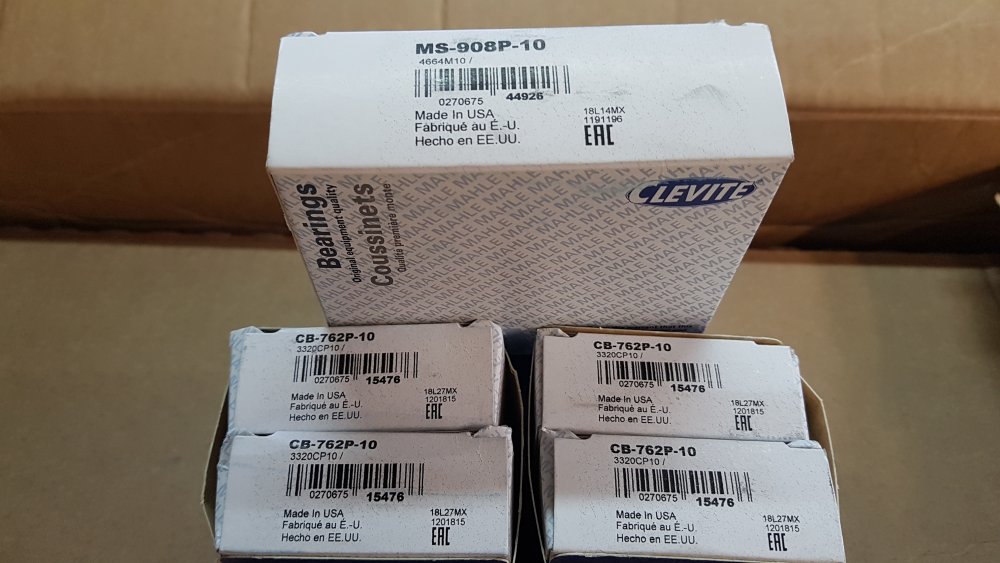 MS-908P-10
4664M10 /
0270675 44926
Made In USA
Fabriqué au É.-U.
Hecho en EE.UU.
18L14MX
1191196
EAC
Bearings
Original equipment quality
Coussinets
Qualité première monte
CLEVITE
MAHLE MAHLE MAHLE
CB-762P-10
3320CP10 /
0270675 15476
Made In USA
Fabriqué au É.-U.
Hecho en EE.UU.
18L27MX
1201815
EAC
CB-762P-10
3320CP10 /
0270675 15476
Made In USA
Fabriqué au É.-U.
Hecho en EE.UU.
18L27MX
1201815
EAC
CB-762P-10
3320CP10 /
0270675 15476
Made In USA
Fabriqué au É.-U.
Hecho en EE.UU.
18L27MX
1201815
EAC
CB-762P-10
3320CP10 /
0270675 15476
Made In USA
Fabriqué au É.-U.
Hecho en EE.UU.
18L27MX
1201815
EAC